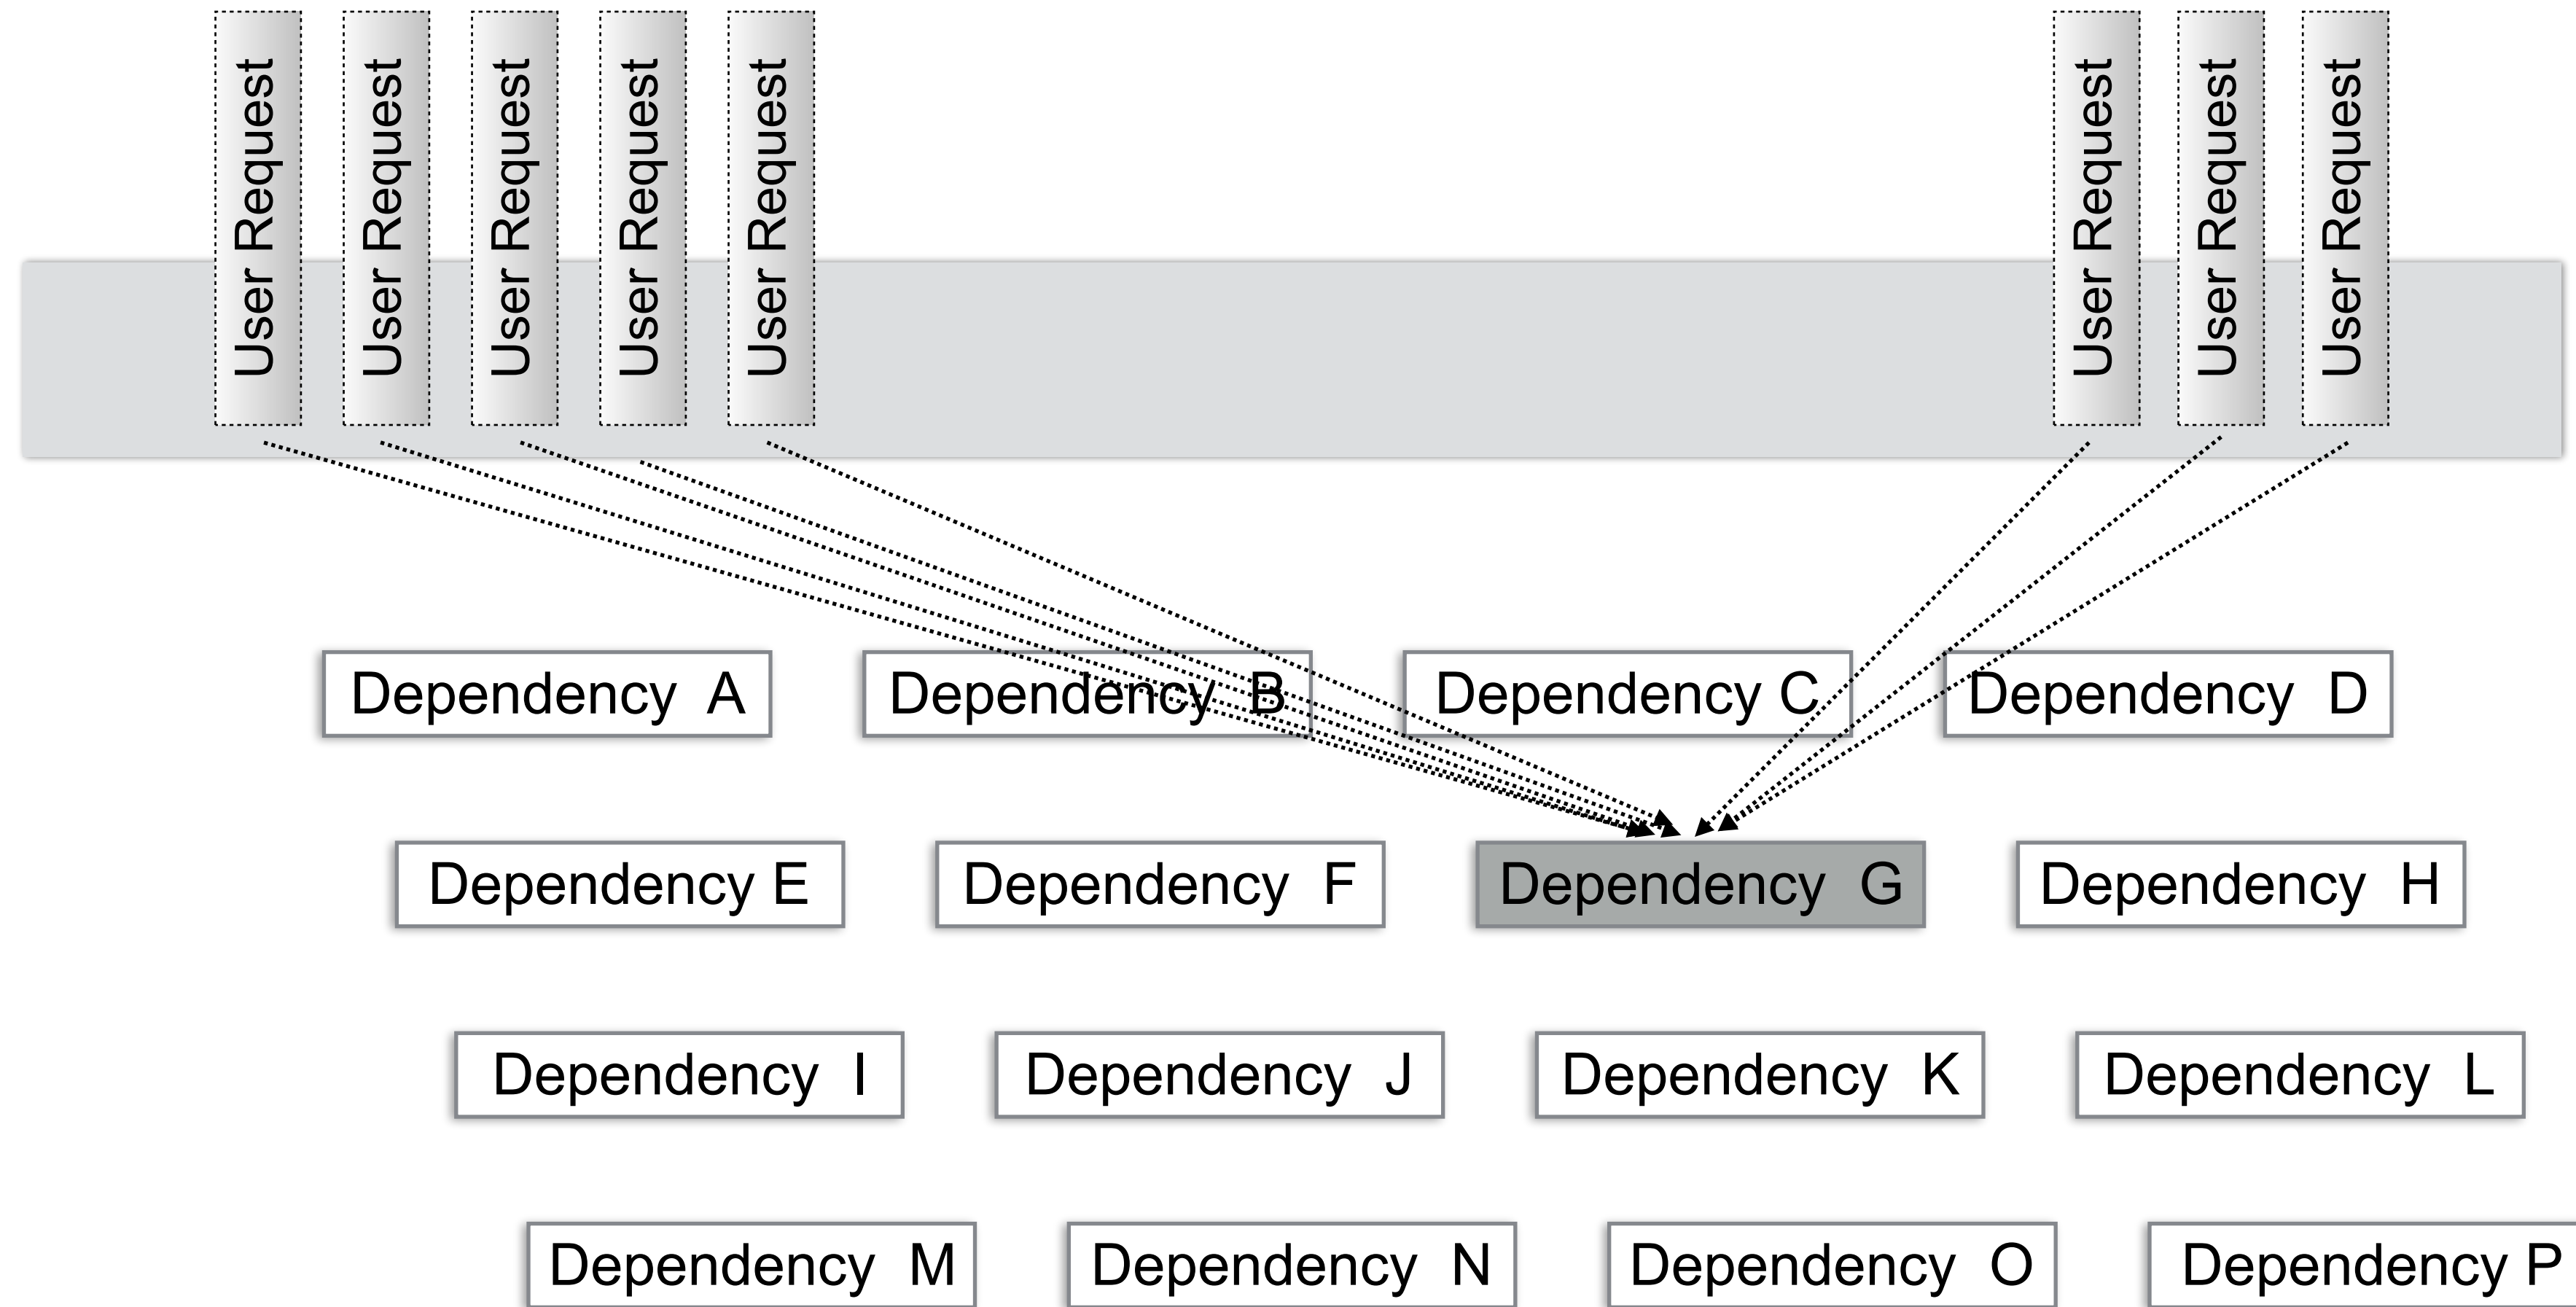 User Request
User Request
User Request
User Request
User Request
User Request
User Request
User Request
Dependency A
Dependency B
Dependency C
Dependency D
Dependency E
Dependency F
Dependency G
Dependency H
Dependency I
Dependency J
Dependency K
Dependency L
Dependency M
Dependency N
Dependency O
Dependency P